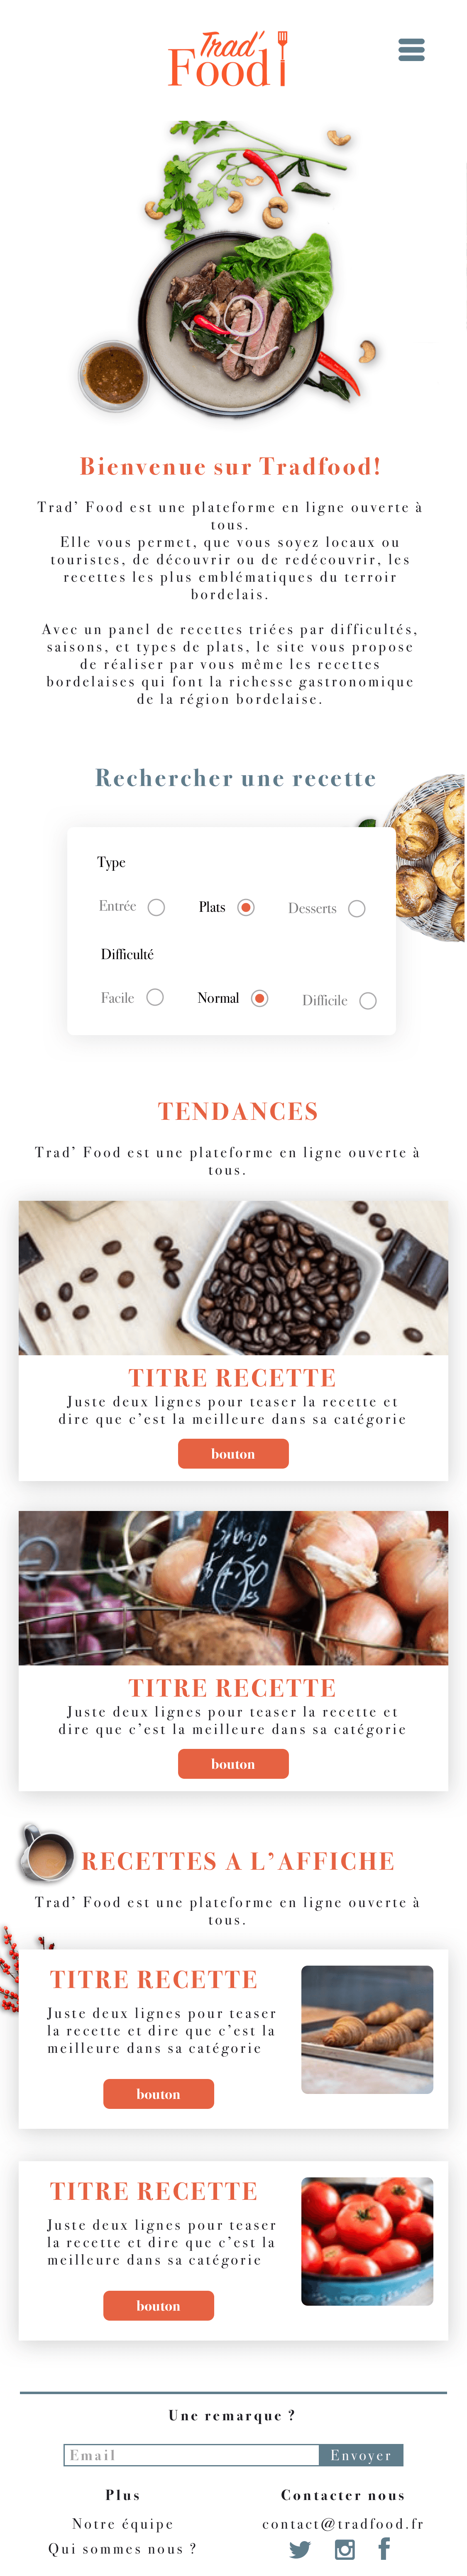 Trad'
Food
Bienvenue sur Tradfood!
Trad' Food est une plateforme en ligne ouverte à
tous.
Elle vous permet, que vous soyez locaux ou
touristes, de découvrir ou de redécouvrir, les
recettes les plus emblématiques du terroir
bordelais.
Avec un panel de recettes triées par difficultés,
saisons, et types de plats, le site vous propose
de réaliser par vous même les recettes
bordelaises qui font la richesse gastronomique
de la région bordelaise.
Rechercher une recette
Type
Entrée Plats Desserts
Difficulté
Facile Normal Difficile
TENDANCES
Trad' Food est une plateforme en ligne ouverte à
tous.
TITRE RECETTE
Juste deux lignes pour teaser la recette et
dire que c'est la meilleure dans sa catégorie
bouton
TITRE RECETTE
Juste deux lignes pour teaser la recette et
dire que c'est la meilleure dans sa catégorie
bouton
RECETTES A L'AFFICHE
Trad' Food est une plateforme en ligne ouverte à
tous.
TITRE RECETTE
Juste deux lignes pour teaser
la recette et dire que c'est la
meilleure dans sa catégorie
bouton
TITRE RECETTE
Juste deux lignes pour teaser
la recette et dire que c'est la
meilleure dans sa catégorie
bouton
Une remarque ?
Email Envoyer
Plus
Notre équipe
Qui sommes nous ?
Contacter nous
contact@tradfood.fr